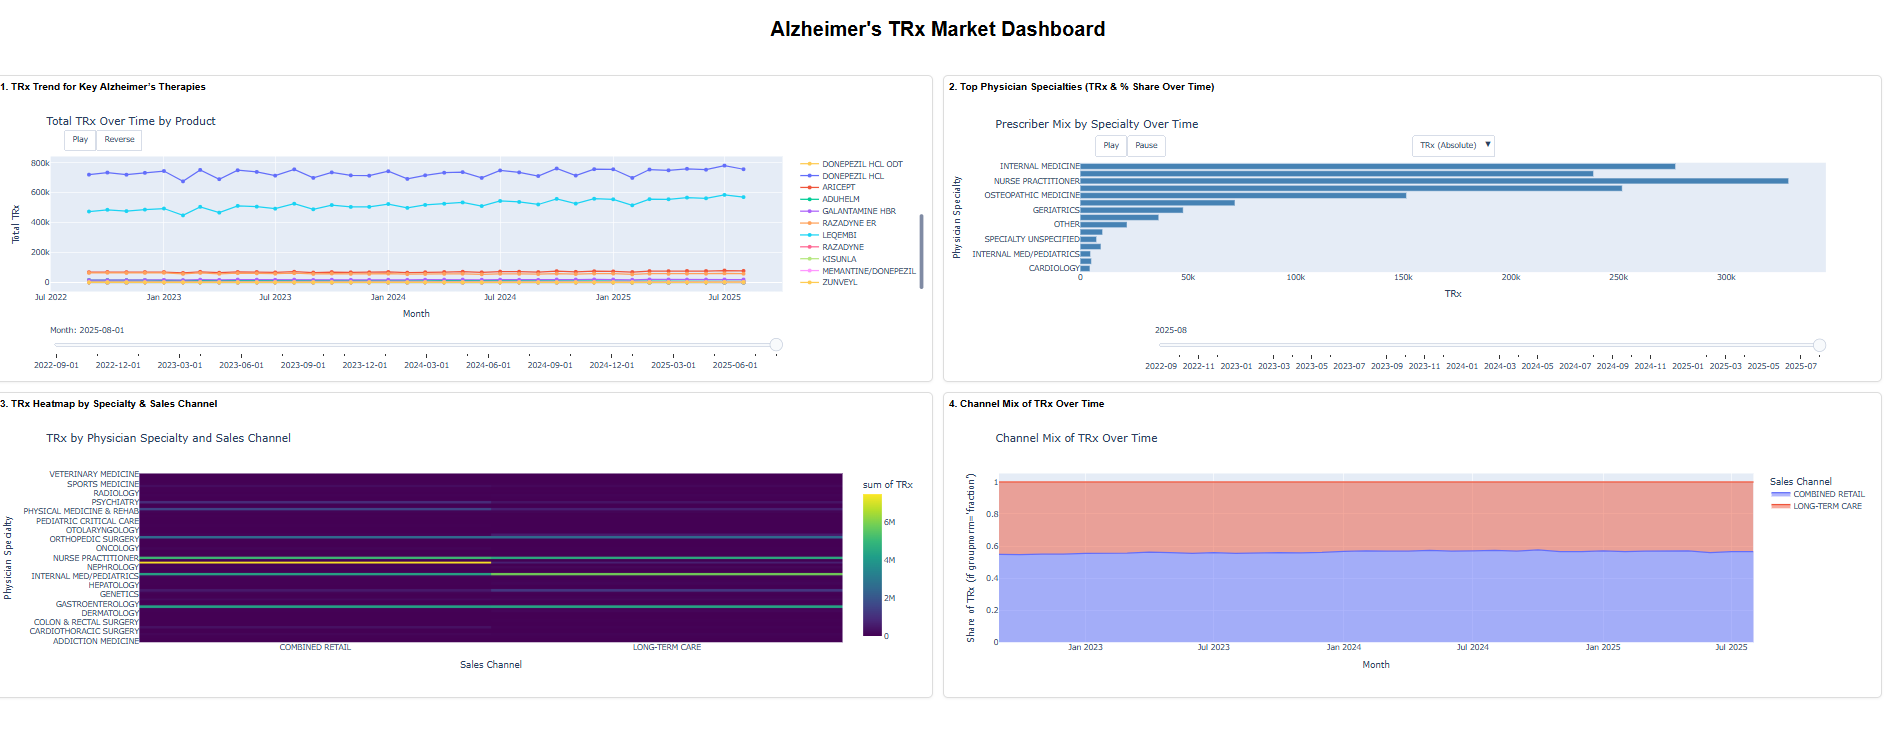 Alzheimer's TRx Market Dashboard
1. TRx Trend for Key Alzheimer's Therapies
Total TRx Over Time by Product
Play
Reverse
800k
600k
400k
200k
0
Total TRx
Jul 2022
Jan 2023
Jul 2023
Jan 2024
Jul 2024
Jan 2025
Jul 2025
Month
DONEPEZIL HCL ODT
DONEPEZIL HCL
ARICEPT
ADUHELM
GALANTAMINE HBR
RAZADYNE ER
LEQEMBI
RAZADYNE
KISUNLA
MEMANTINE/DONEPEZIL
ZUNVEYL
Month: 2025-08-01
2022-09-01
2022-12-01
2023-03-01
2023-06-01
2023-09-01
2023-12-01
2024-03-01
2024-06-01
2024-09-01
2024-12-01
2025-03-01
2025-06-01
2. Top Physician Specialties (TRx & % Share Over Time)
Prescriber Mix by Specialty Over Time
Play
Pause
TRx (Absolute)
Physician Specialty
INTERNAL MEDICINE
NURSE PRACTITIONER
OSTEOPATHIC MEDICINE
GERIATRICS
OTHER
SPECIALTY UNSPECIFIED
INTERNAL MED/PEDIATRICS
CARDIOLOGY
0
50k
100k
150k
200k
250k
300k
TRx
2025-08
2022-09
2022-11
2023-01
2023-03
2023-05
2023-07
2023-09
2023-11
2024-01
2024-03
2024-05
2024-07
2024-09
2024-11
2025-01
2025-03
2025-05
2025-07
3. TRx Heatmap by Specialty & Sales Channel
TRx by Physician Specialty and Sales Channel
Physician Specialty
VETERINARY MEDICINE
SPORTS MEDICINE
RADIOLOGY
PSYCHIATRY
PHYSICAL MEDICINE & REHAB
PEDIATRIC CRITICAL CARE
OTOLARYNGOLOGY
ORTHOPEDIC SURGERY
ONCOLOGY
NURSE PRACTITIONER
NEPHROLOGY
INTERNAL MED/PEDIATRICS
HEPATOLOGY
GENETICS
GASTROENTEROLOGY
DERMATOLOGY
COLON & RECTAL SURGERY
CARDIOTHORACIC SURGERY
ADDICTION MEDICINE
COMBINED RETAIL
LONG-TERM CARE
Sales Channel
sum of TRx
6M
4M
2M
0
4. Channel Mix of TRx Over Time
Channel Mix of TRx Over Time
Share of TRx (if groupnorm='fraction')
1
0.8
0.6
0.4
0.2
0
Jan 2023
Jul 2023
Jan 2024
Jul 2024
Jan 2025
Jul 2025
Month
Sales Channel
COMBINED RETAIL
LONG-TERM CARE